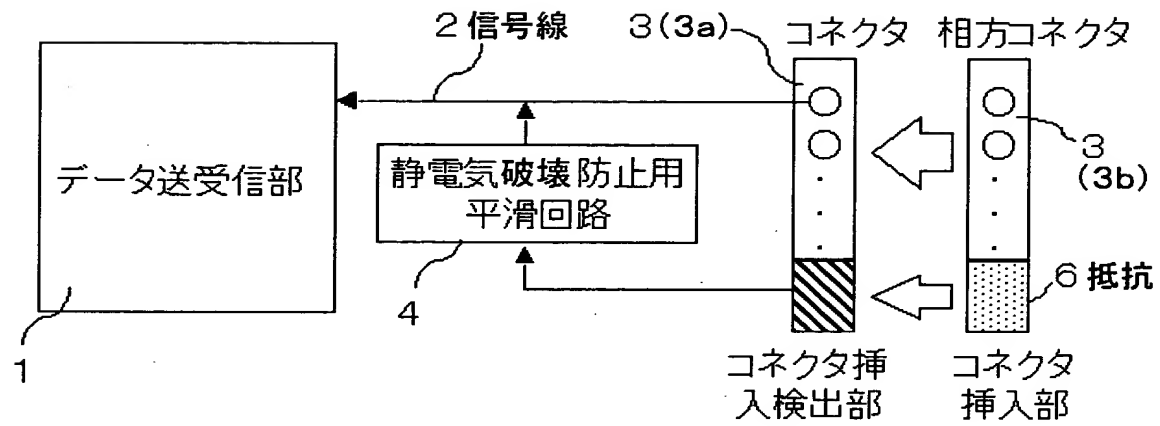 2 信号線
3(3a)
コネクタ
相方コネクタ
データ送受信部
静電気破壊防止用
平滑回路
3
(3b)
6 抵抗
4
1
コネクタ挿
入検出部
コネクタ
挿入部